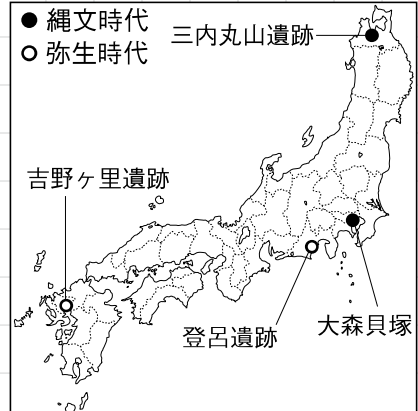 ●縄文時代
○弥生時代
三内丸山遺跡
吉野ヶ里遺跡
登呂遺跡
大森貝塚